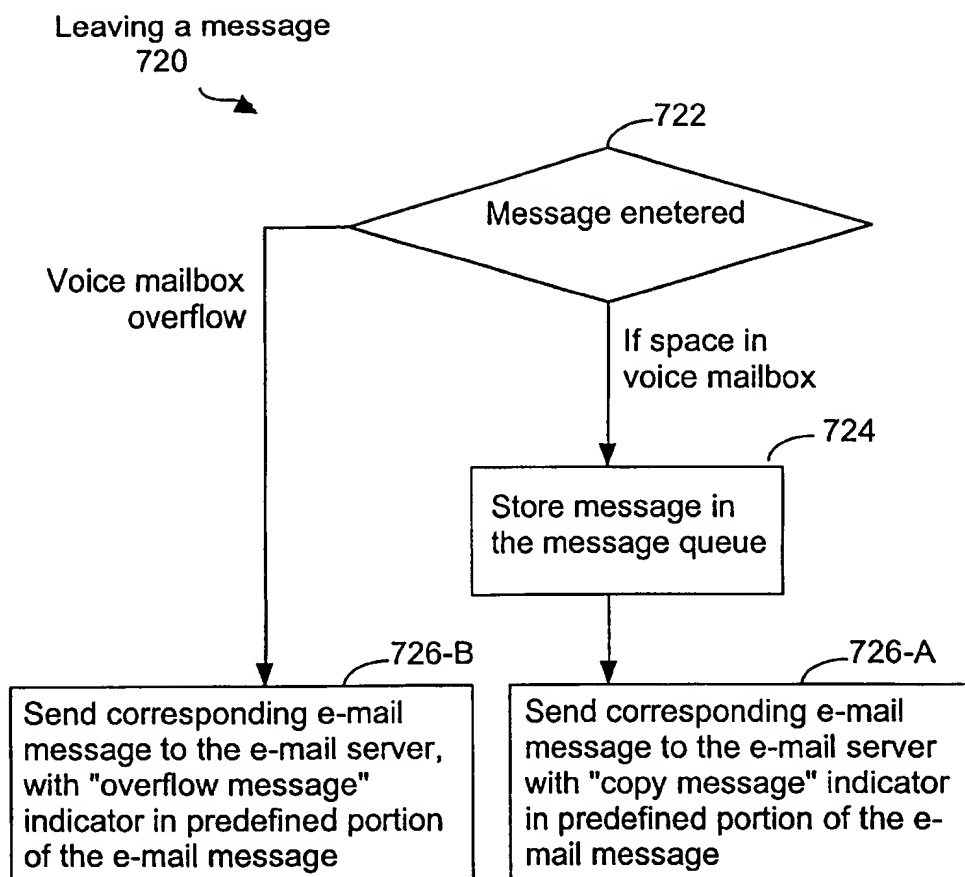 Leaving a message
720
722
Message enetered
Voice mailbox
overflow
If space in
voice mailbox
724
Store message in
the message queue
726-B
726-A
Send corresponding e-mail
message to the e-mail server,
with "overflow message"
indicator in predefined portion
of the e-mail message
Send corresponding e-mail
message to the e-mail server
with "copy message" indicator
in predefined portion of the e-
mail message